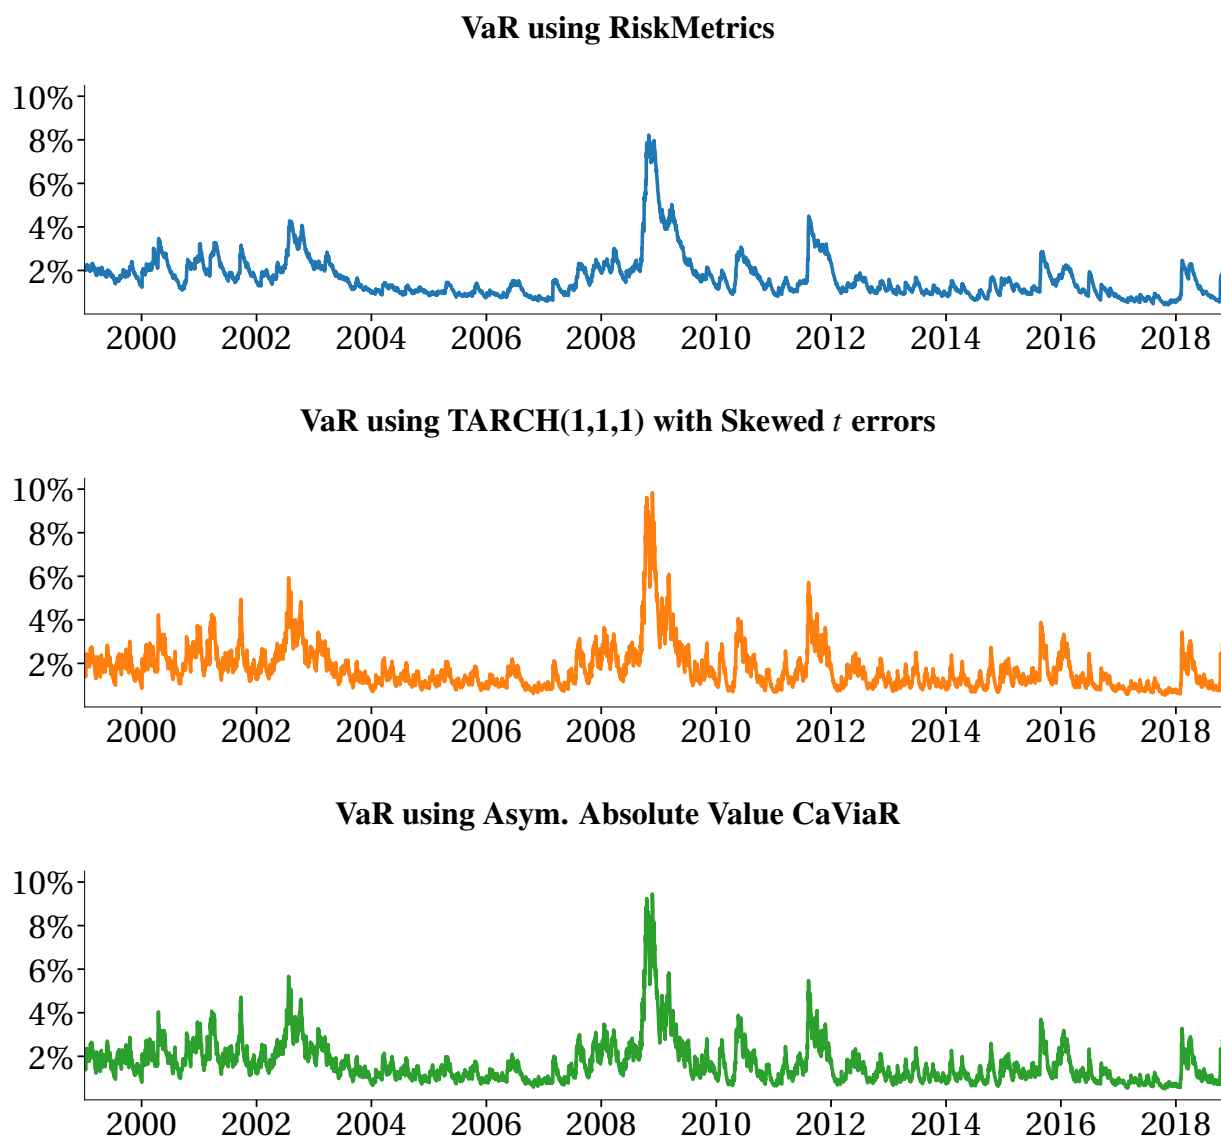 VaR using RiskMetrics
10%
8%
6%
4%
2%
2000 2002 2004 2006 2008 2010 2012 2014 2016 2018
VaR using TARCH(1,1,1) with Skewed t errors
10%
8%
6%
4%
2%
2000 2002 2004 2006 2008 2010 2012 2014 2016 2018
VaR using Asym. Absolute Value CaViaR
10%
8%
6%
4%
2%
2000 2002 2004 2006 2008 2010 2012 2014 2016 2018